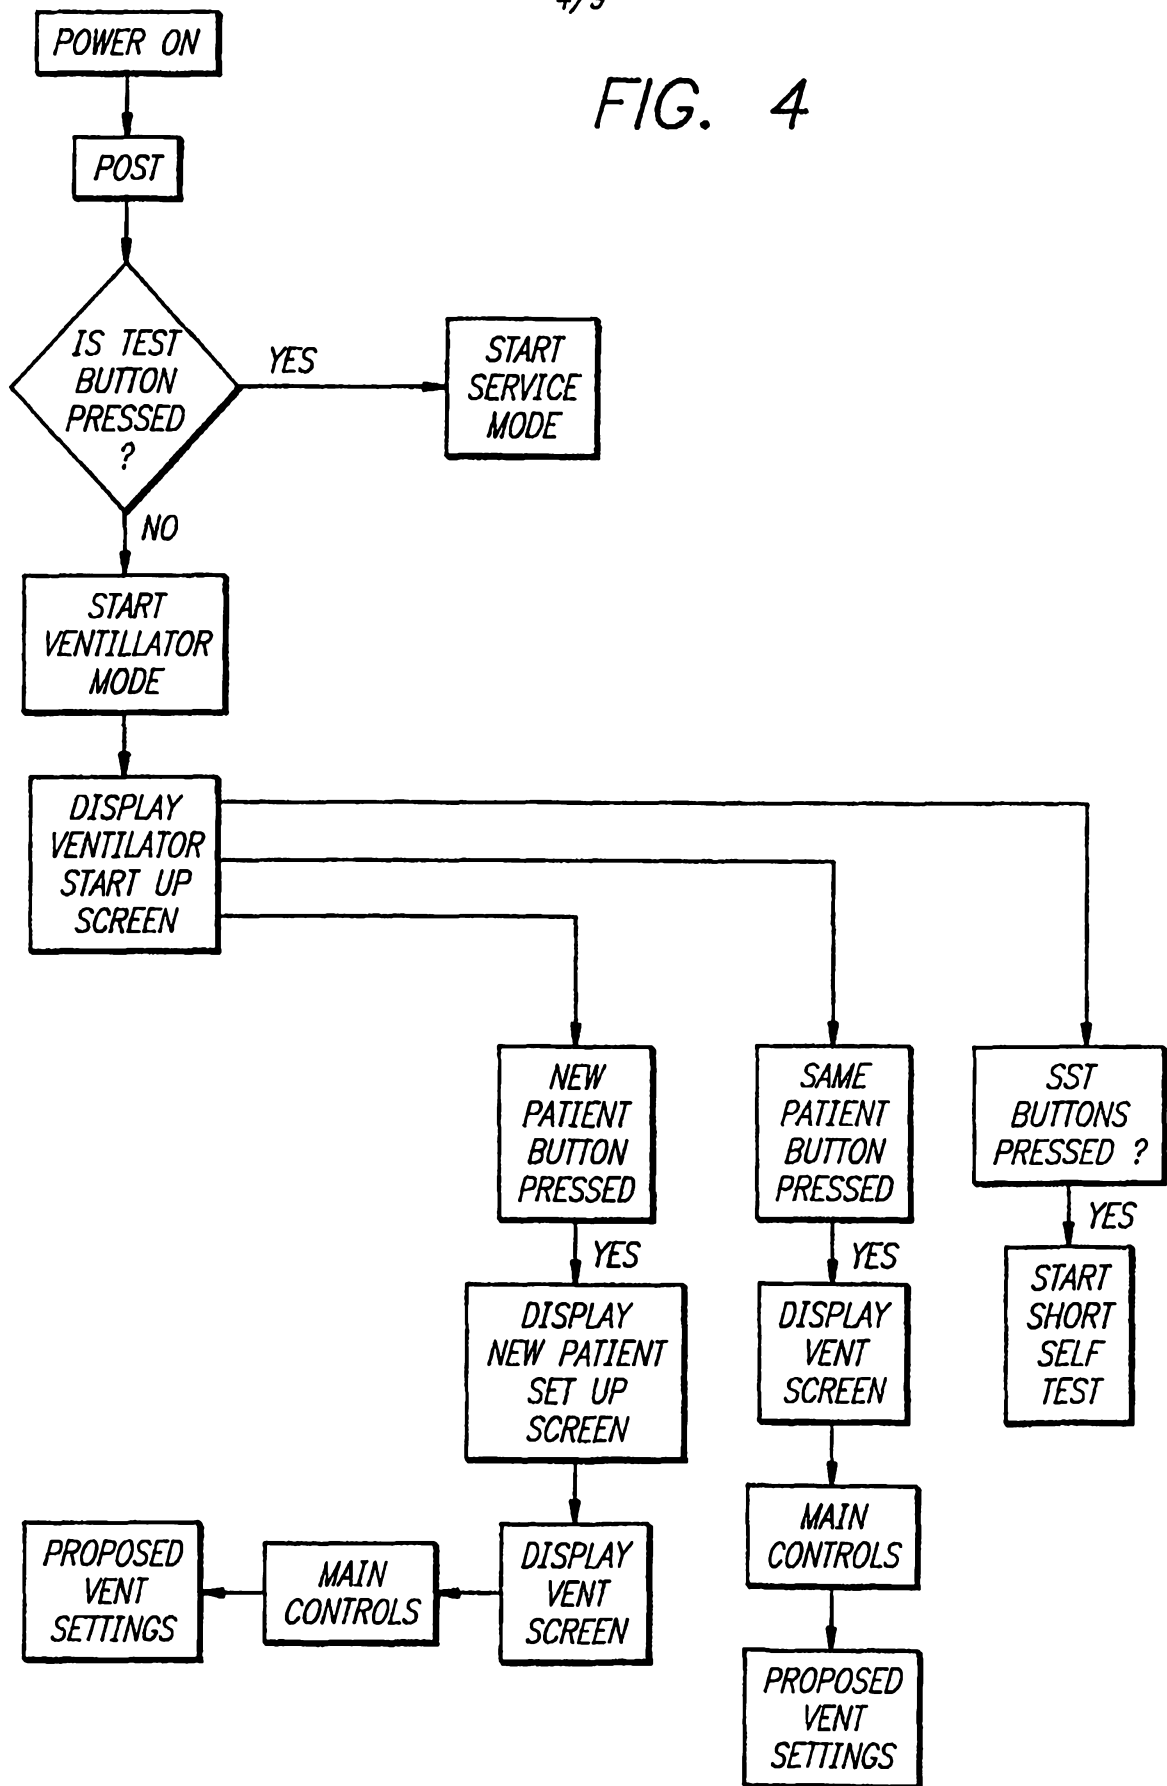 4/9
POWER ON
FIG. 4
POST
IS TEST
BUTTON
PRESSED
?
YES
START
SERVICE
MODE
NO
START
VENTILLATOR
MODE
DISPLAY
VENTILATOR
START UP
SCREEN
NEW
PATIENT
BUTTON
PRESSED
SAME
PATIENT
BUTTON
PRESSED
SST
BUTTONS
PRESSED ?
YES
YES
YES
DISPLAY
NEW PATIENT
SET UP
SCREEN
DISPLAY
VENT
SCREEN
START
SHORT
SELF
TEST
MAIN
CONTROLS
PROPOSED
VENT
SETTINGS
MAIN
CONTROLS
DISPLAY
VENT
SCREEN
PROPOSED
VENT
SETTINGS